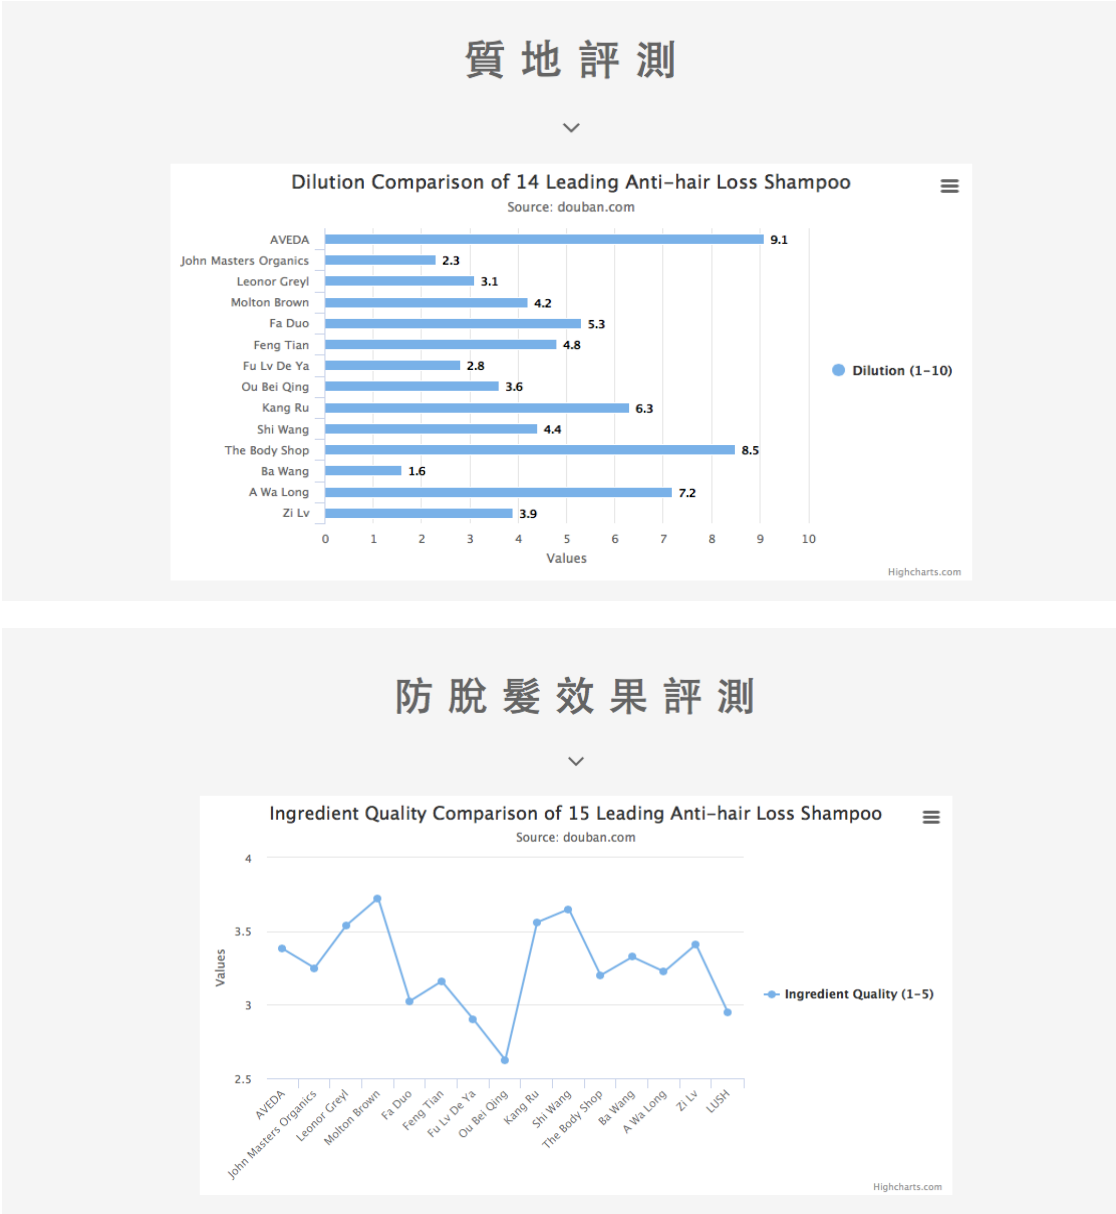 質地評測
Dilution Comparison of 14 Leading Anti-hair Loss Shampoo
Source: douban.com
AVEDA 9.1
John Masters Organics 2.3
Leonor Greyl 3.1
Molton Brown 4.2
Fa Duo 5.3
Feng Tian 4.8
Fu Lv De Ya 2.8
Ou Bei Qing 3.6
Kang Ru 6.3
Shi Wang 4.4
The Body Shop 8.5
Ba Wang 1.6
A Wa Long 7.2
Zi Lv 3.9
Dilution (1-10)
0 1 2 3 4 5 6 7 8 9 10
Values
Highcharts.com
防脫髮效果評測
Ingredient Quality Comparison of 15 Leading Anti-hair Loss Shampoo
Source: douban.com
4
3.5
3
2.5
Values
Ingredient Quality (1-5)
AVEDA
John Masters Organics
Leonor Greyl
Molton Brown
Fa Duo
Feng Tian
Fu Lv De Ya
Ou Bei Qing
Kang Ru
Shi Wang
The Body Shop
Ba Wang
A Wa Long
Zi Lv
LUSH
Highcharts.com